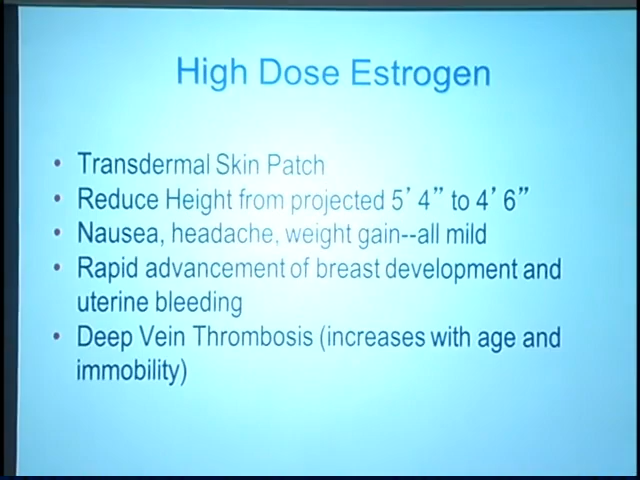 High Dose Estrogen
• Transdermal Skin Patch
• Reduce Height from projected 5’ 4” to 4’ 6”
• Nausea, headache, weight gain--all mild
• Rapid advancement of breast development and
uterine bleeding
• Deep Vein Thrombosis (increases with age and
immobility)